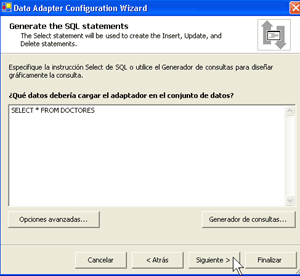 Data Adapter Configuration Wizard
Generate the SQL statements
The Select statement will be used to create the Insert, Update, and
Delete statements.
Especifique la instrucción Select de SQL o utilice el Generador de consultas para diseñar
gráficamente la consulta.
¿Qué datos debería cargar el adaptador en el conjunto de datos?
SELECT * FROM DOCTORES
Opciones avanzadas... Generador de consultas...
Cancelar < Atrás Siguiente > Finalizar